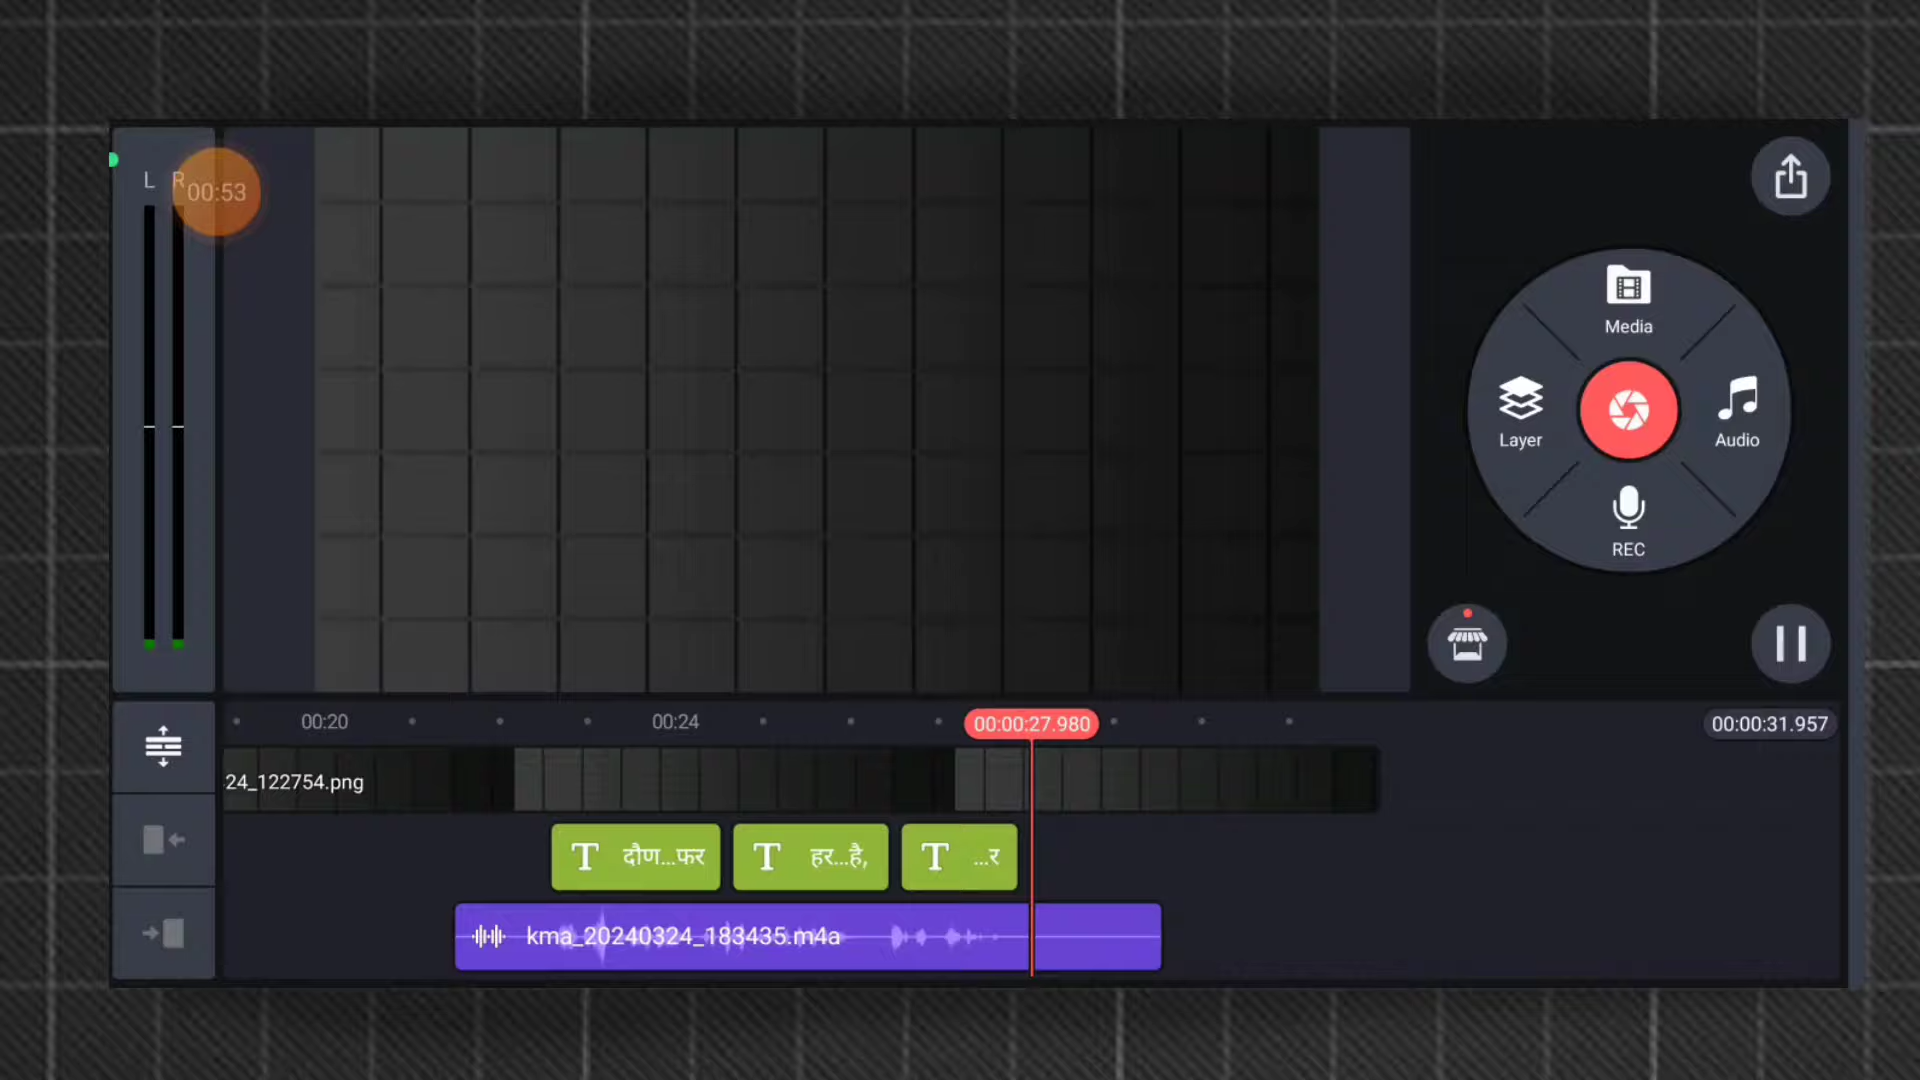 L R
00:53
Media
Layer
Audio
REC
00:20
00:24
00:00:27.980
00:00:31.957
24_122754.png
T दौण...फर
T हर...है,
T ...र
kma_20240324_183435.m4a